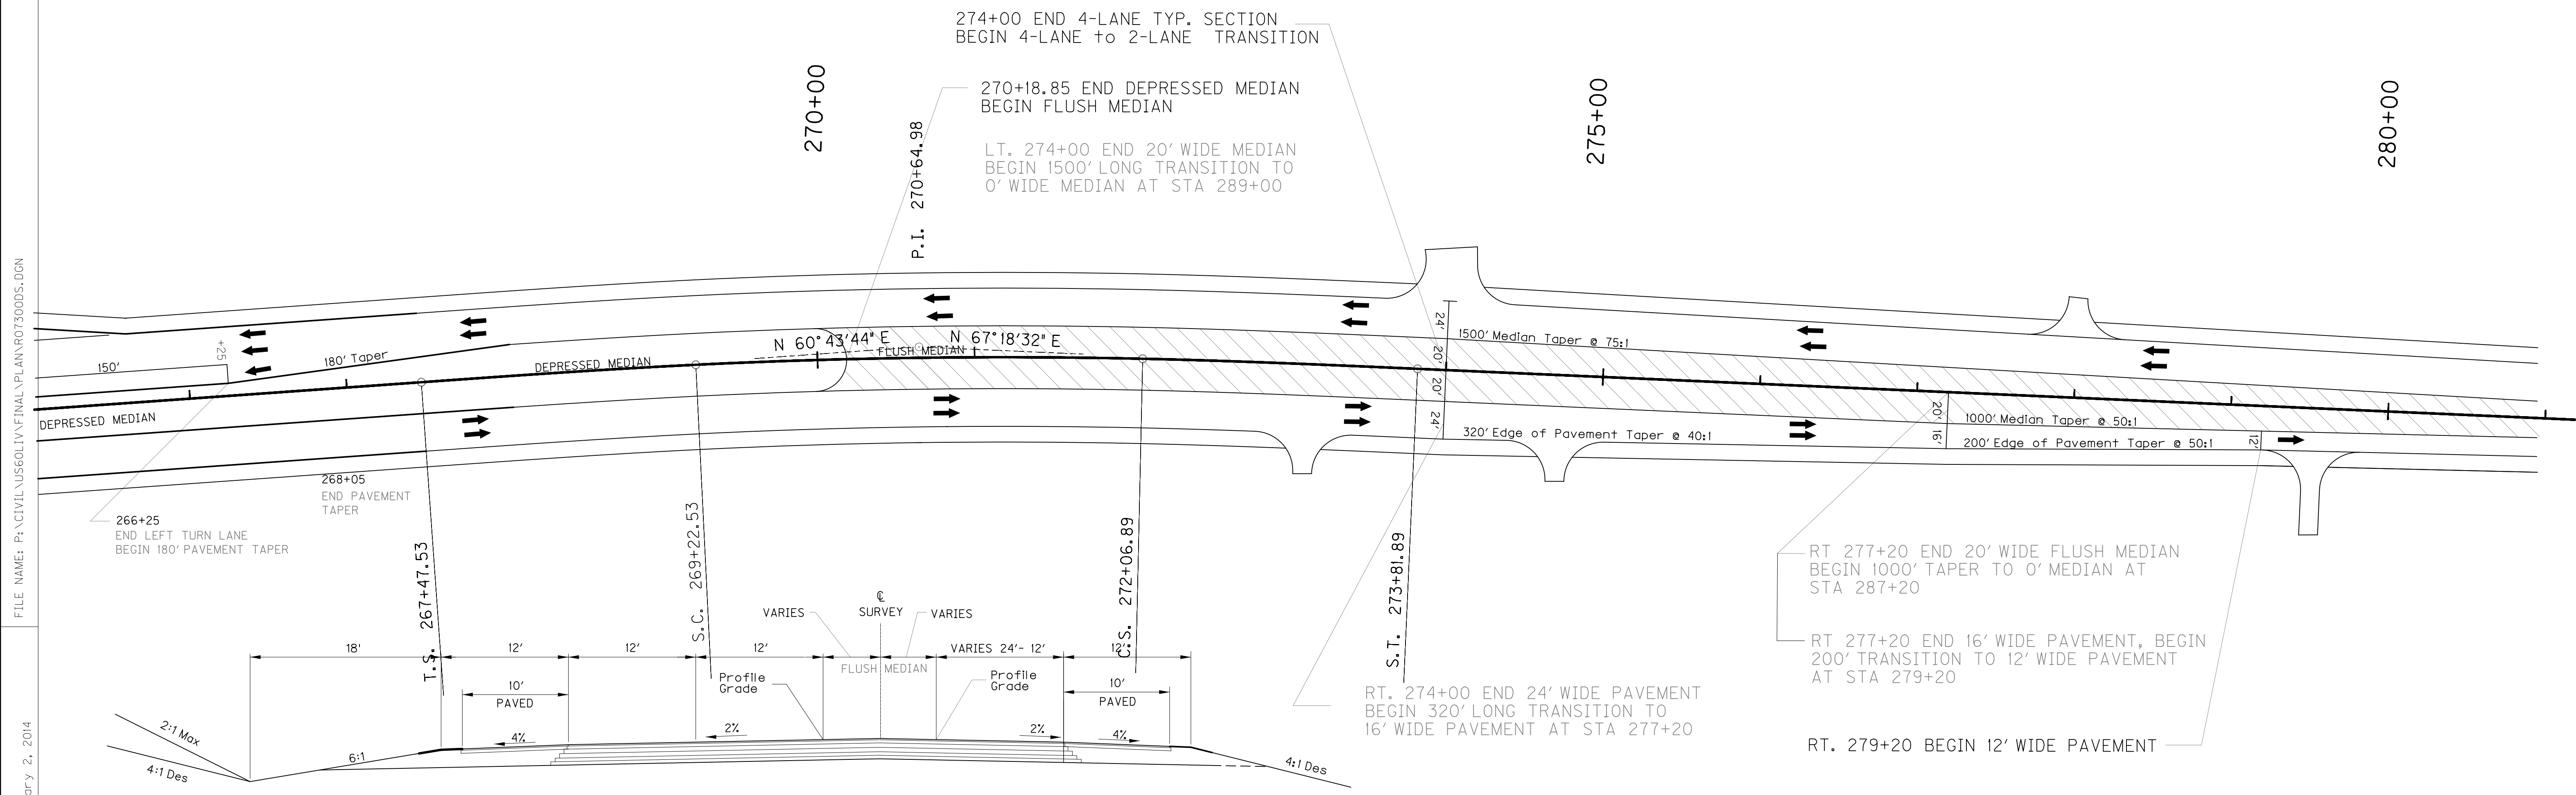 274+00 END 4-LANE TYP. SECTION
BEGIN 4-LANE to 2-LANE TRANSITION
270+18.85 END DEPRESSED MEDIAN
BEGIN FLUSH MEDIAN
LT. 274+00 END 20' WIDE MEDIAN
BEGIN 1500' LONG TRANSITION TO
0' WIDE MEDIAN AT STA 289+00
270+00
275+00
280+00
P.I. 270+64.98
N 60°43'44" E
N 67°18'32" E
FLUSH MEDIAN
DEPRESSED MEDIAN
180' Taper
150'
+25
DEPRESSED MEDIAN
24'
20'
20'
24'
1500' Median Taper @ 75:1
320' Edge of Pavement Taper @ 40:1
20'
16'
1000' Median Taper @ 50:1
200' Edge of Pavement Taper @ 50:1
12'
268+05
END PAVEMENT
TAPER
266+25
END LEFT TURN LANE
BEGIN 180' PAVEMENT TAPER
T.S. 267+47.53
S.C. 269+22.53
C.S. 272+06.89
S.T. 273+81.89
RT 277+20 END 20' WIDE FLUSH MEDIAN
BEGIN 1000' TAPER TO 0' MEDIAN AT
STA 287+20
RT 277+20 END 16' WIDE PAVEMENT, BEGIN
200' TRANSITION TO 12' WIDE PAVEMENT
AT STA 279+20
RT. 274+00 END 24' WIDE PAVEMENT
BEGIN 320' LONG TRANSITION TO
16' WIDE PAVEMENT AT STA 277+20
RT. 279+20 BEGIN 12' WIDE PAVEMENT
℄
SURVEY
VARIES
VARIES
18'
12'
12'
12'
VARIES 24'- 12'
12'
FLUSH MEDIAN
10'
PAVED
Profile
Grade
Profile
Grade
10'
PAVED
4%
2%
2%
4%
2:1 Max
4:1 Des
6:1
4:1 Des
FILE NAME: P:\CIVIL\US60LIV\FINAL\PLAN\R07300DS.DGN
ary 2, 2014